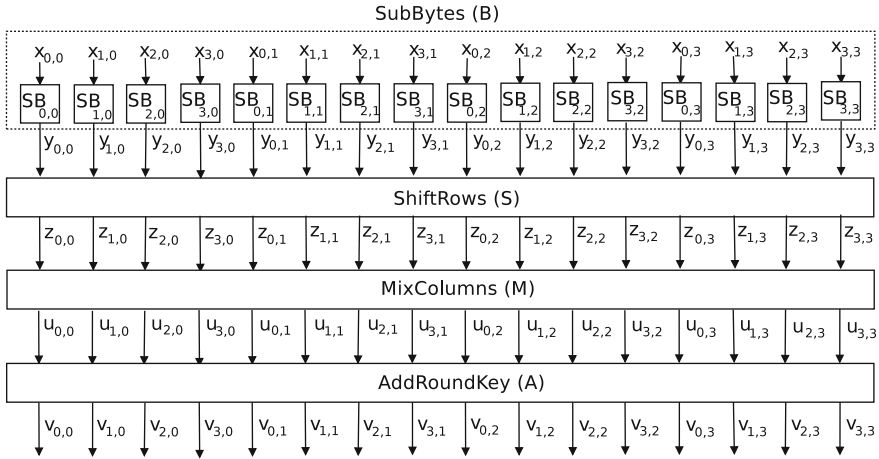 SubBytes (B)
x0,0 x1,0 x2,0 x3,0 x0,1 x1,1 x2,1 x3,1 x0,2 x1,2 x2,2 x3,2 x0,3 x1,3 x2,3 x3,3
SB0,0 SB1,0 SB2,0 SB3,0 SB0,1 SB1,1 SB2,1 SB3,1 SB0,2 SB1,2 SB2,2 SB3,2 SB0,3 SB1,3 SB2,3 SB3,3
y0,0 y1,0 y2,0 y3,0 y0,1 y1,1 y2,1 y3,1 y0,2 y1,2 y2,2 y3,2 y0,3 y1,3 y2,3 y3,3
ShiftRows (S)
z0,0 z1,0 z2,0 z3,0 z0,1 z1,1 z2,1 z3,1 z0,2 z1,2 z2,2 z3,2 z0,3 z1,3 z2,3 z3,3
MixColumns (M)
u0,0 u1,0 u2,0 u3,0 u0,1 u1,1 u2,1 u3,1 u0,2 u1,2 u2,2 u3,2 u0,3 u1,3 u2,3 u3,3
AddRoundKey (A)
v0,0 v1,0 v2,0 v3,0 v0,1 v1,1 v2,1 v3,1 v0,2 v1,2 v2,2 v3,2 v0,3 v1,3 v2,3 v3,3